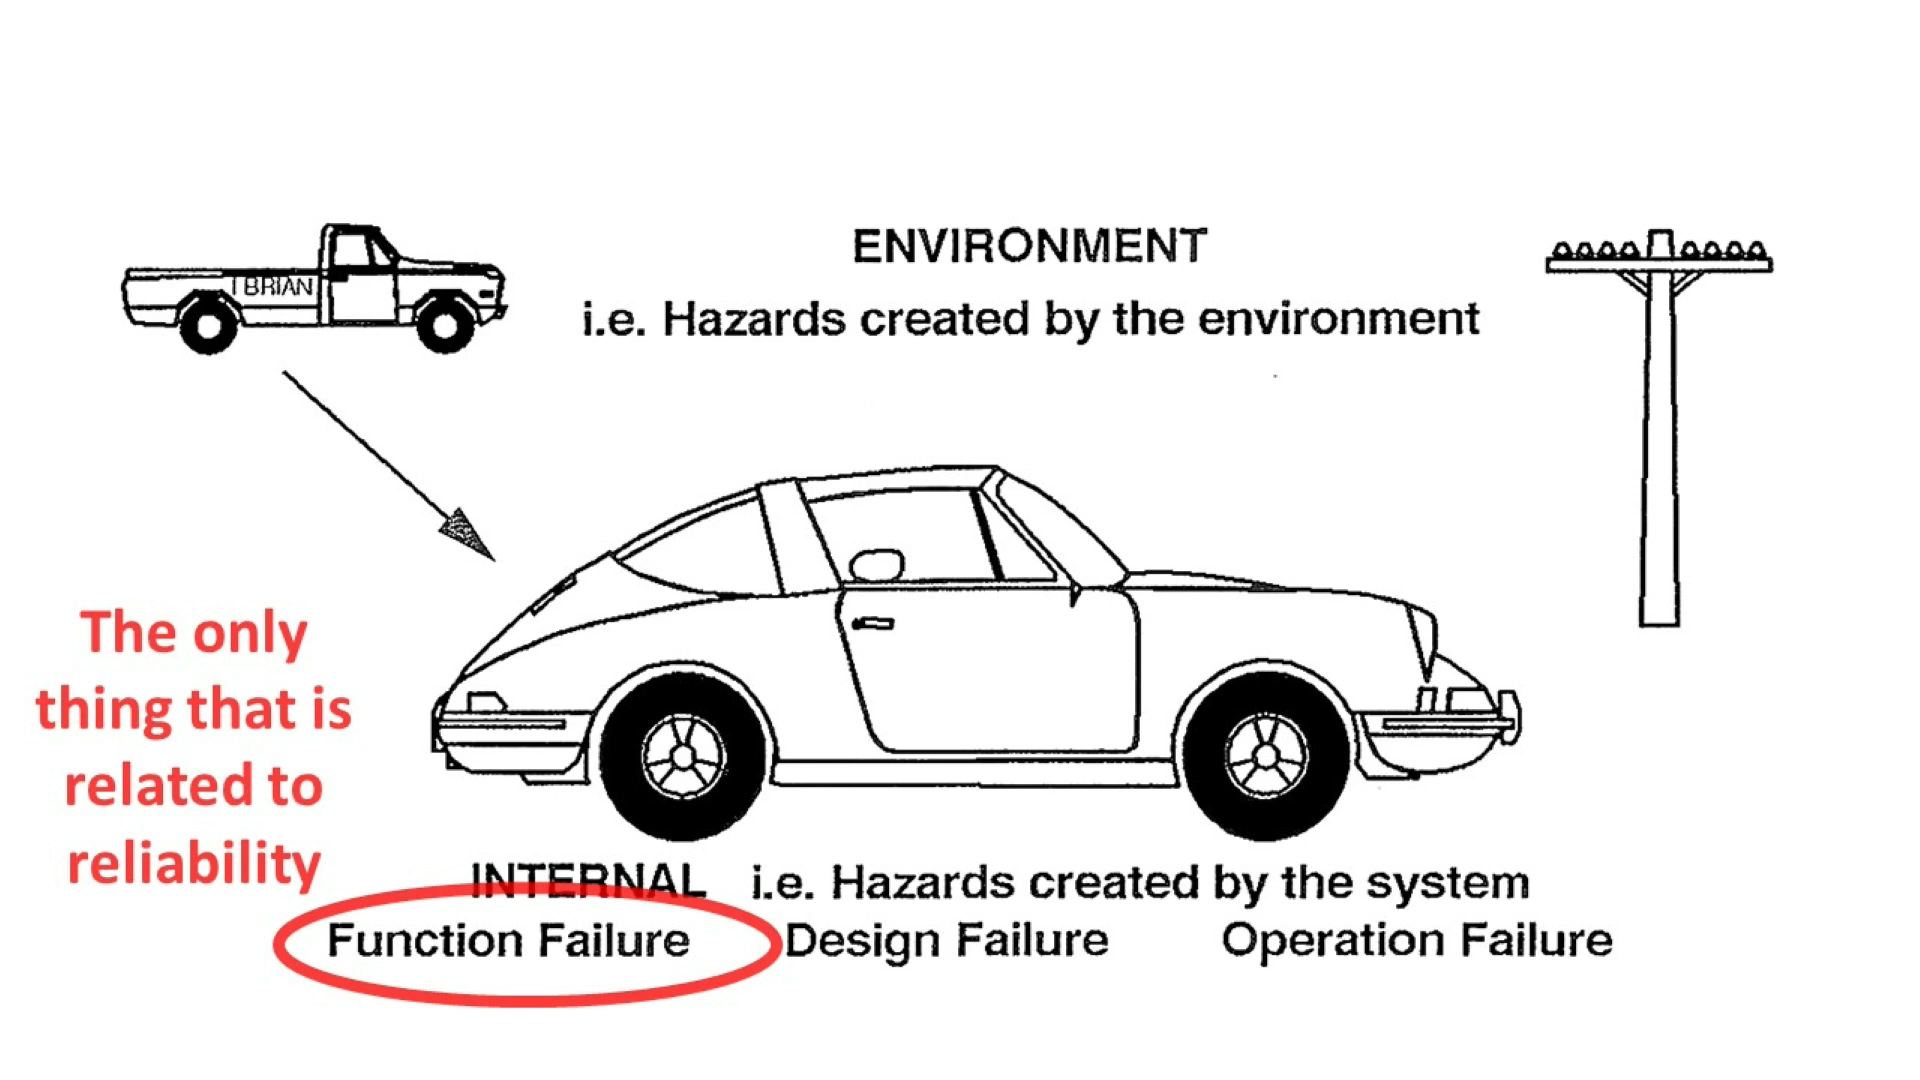 ENVIRONMENT
i.e. Hazards created by the environment
BRIAN
The only
thing that is
related to
reliability
INTERNAL i.e. Hazards created by the system
Function Failure Design Failure Operation Failure